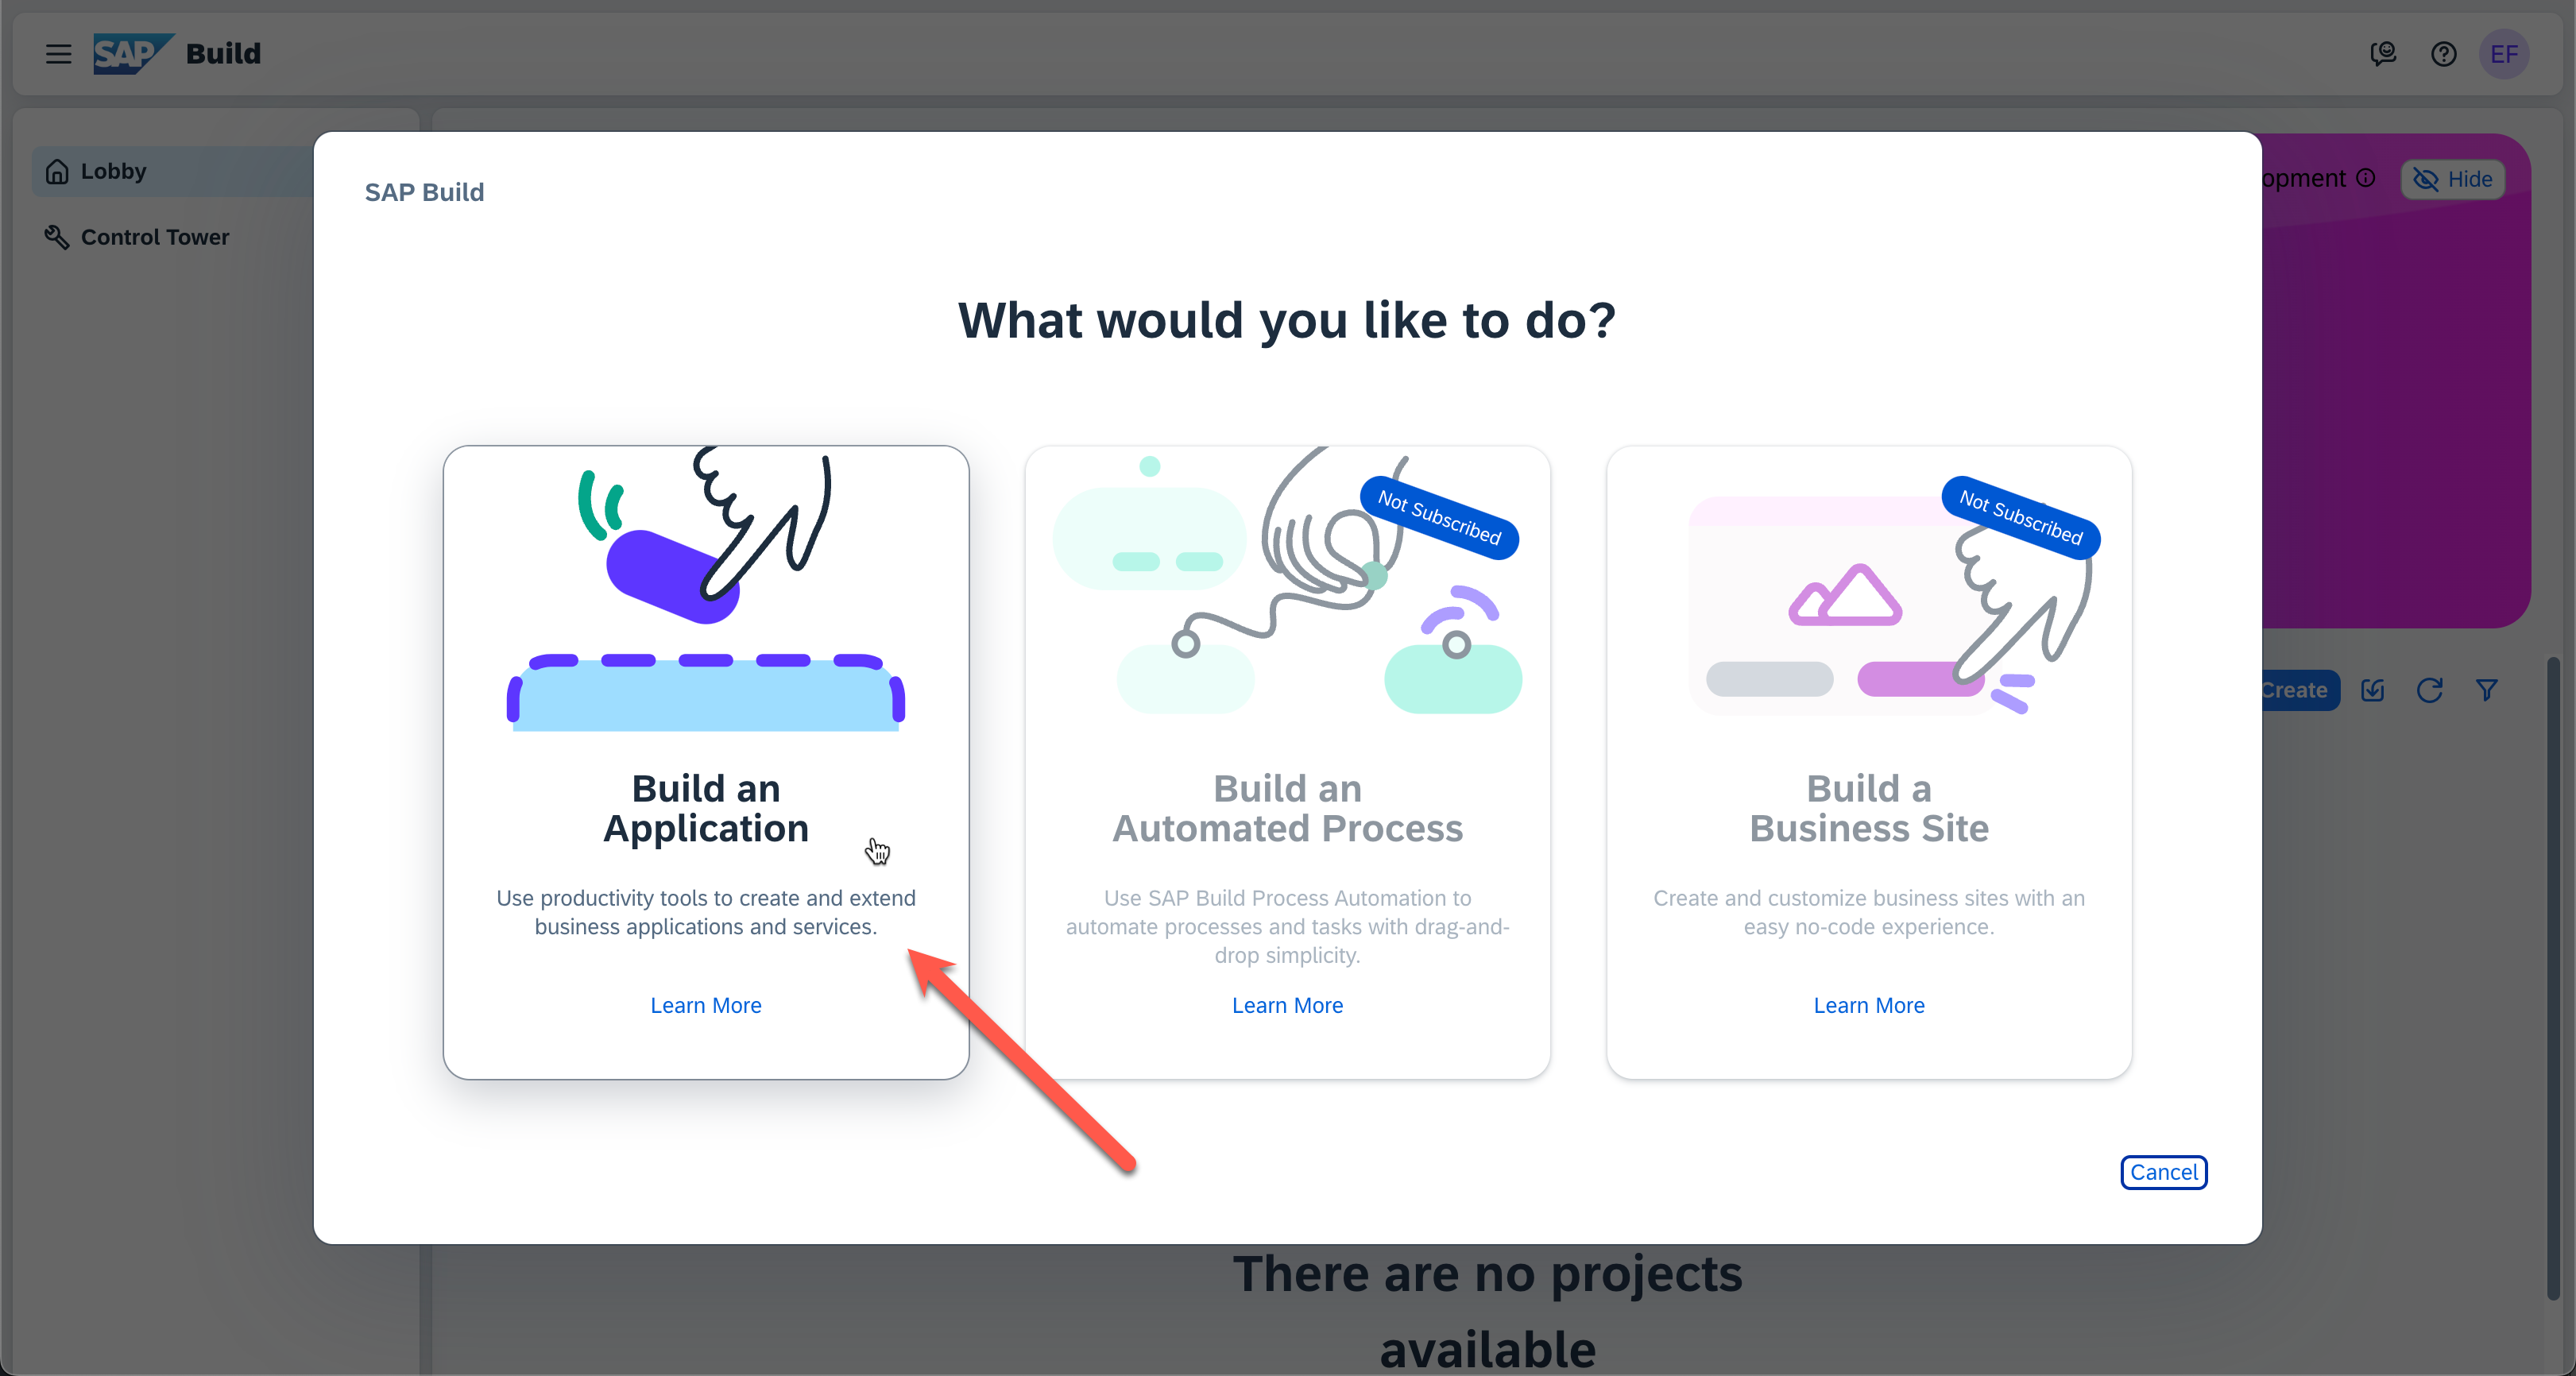 SAP Build
EF
Lobby
Control Tower
opment
Hide
SAP Build
What would you like to do?
Not Subscribed
Not Subscribed
Build an
Application
Use productivity tools to create and extend
business applications and services.
Learn More
Build an
Automated Process
Use SAP Build Process Automation to
automate processes and tasks with drag-and-
drop simplicity.
Learn More
Build a
Business Site
Create and customize business sites with an
easy no-code experience.
Learn More
Create
Cancel
There are no projects
available